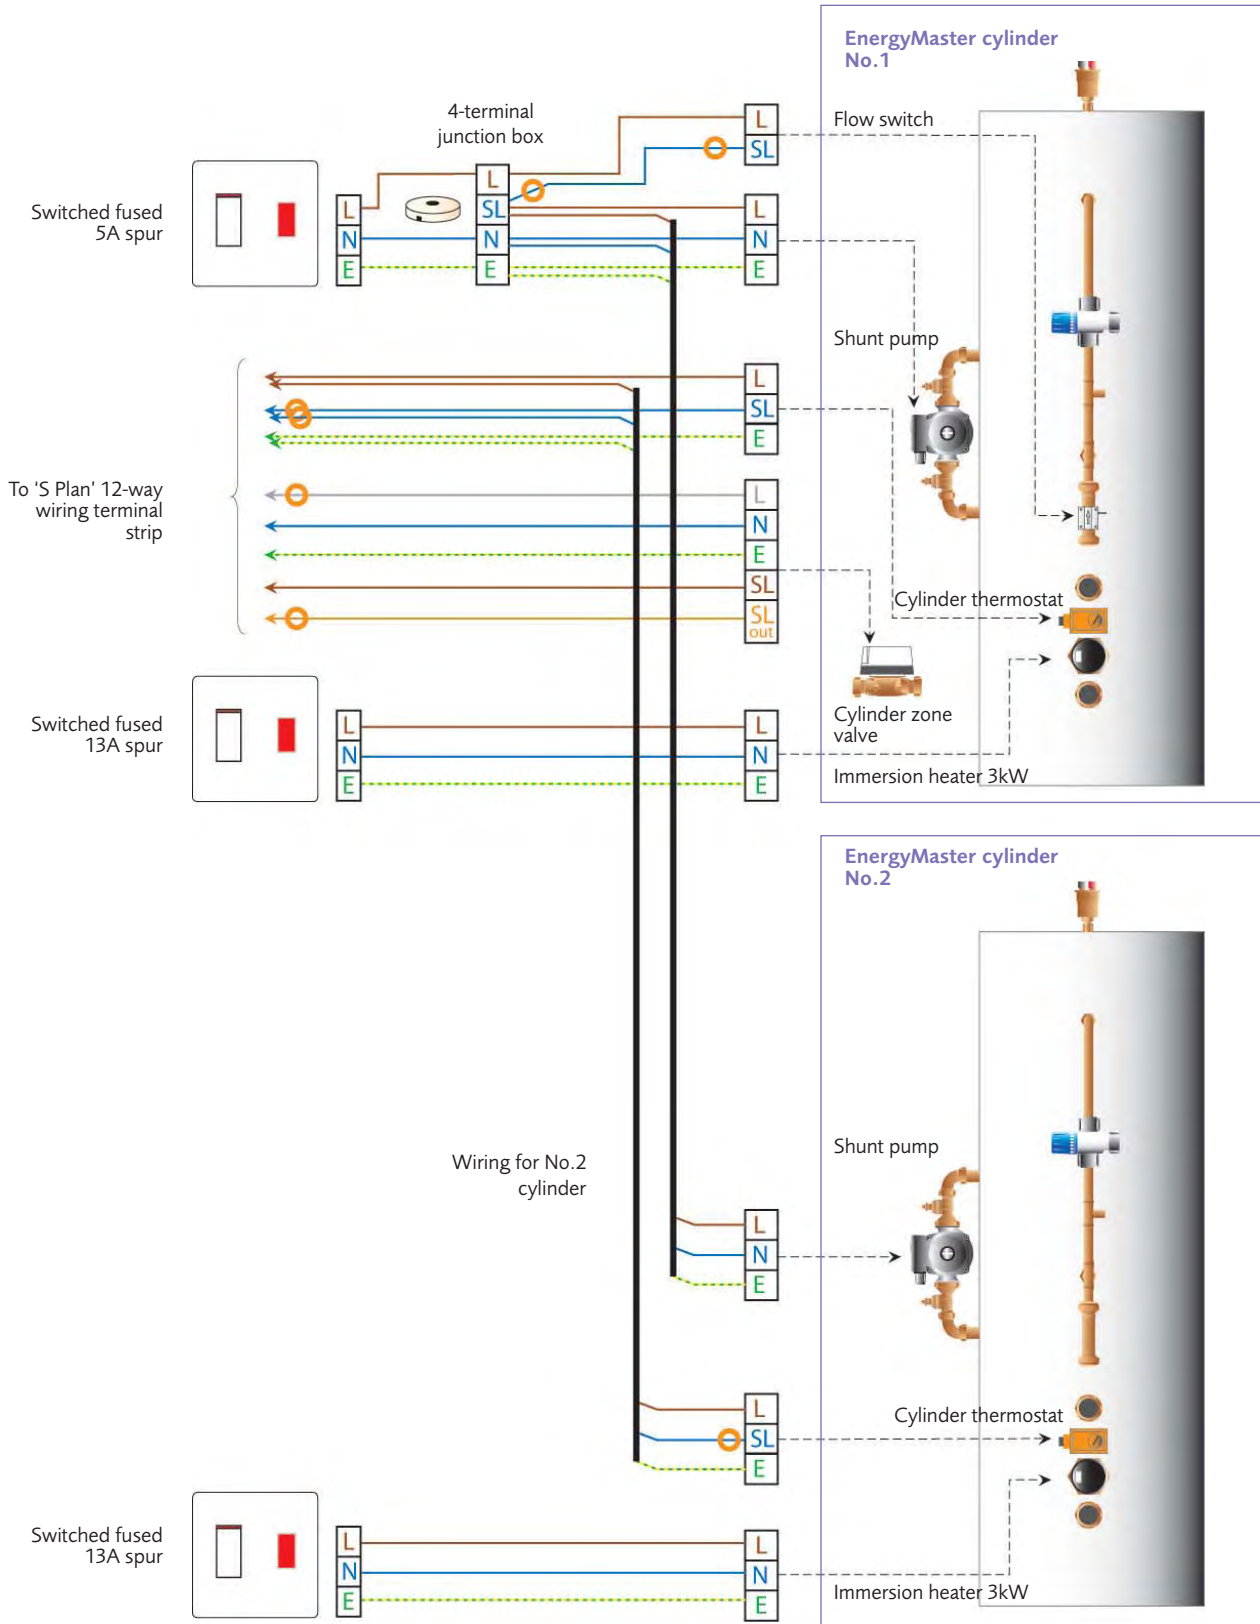 EnergyMaster cylinder
No.1
4-terminal
junction box
L
SL
Flow switch
Switched fused
5A spur
L
N
E
L
SL
N
E
L
N
E
Shunt pump
To 'S Plan' 12-way
wiring terminal
strip
L
SL
E
L
N
E
SL
SL
out
Cylinder thermostat
Cylinder zone
valve
Switched fused
13A spur
L
N
E
L
N
E
Immersion heater 3kW
EnergyMaster cylinder
No.2
Wiring for No.2
cylinder
Shunt pump
L
N
E
Cylinder thermostat
L
SL
E
Switched fused
13A spur
L
N
E
L
N
E
Immersion heater 3kW